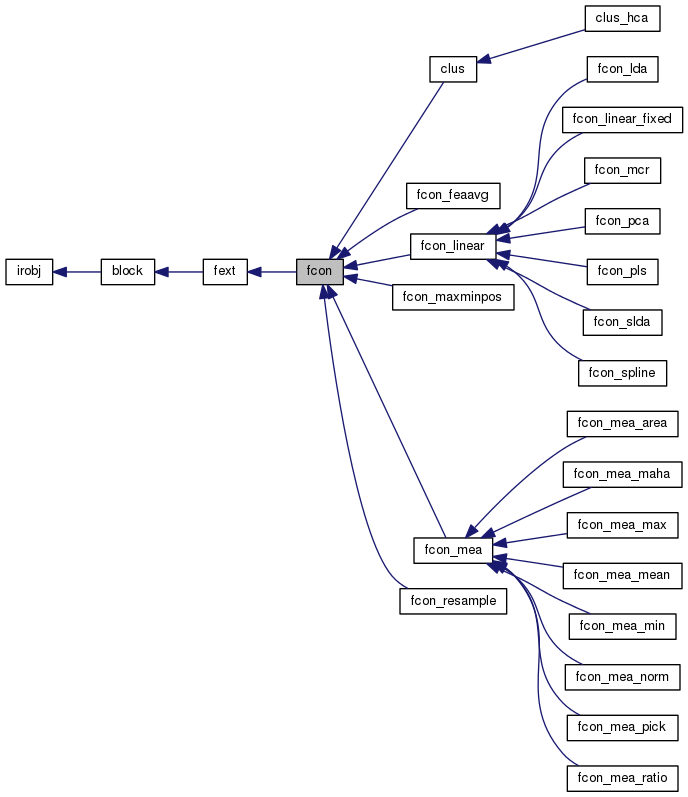 clus_hca
clus
fcon_lda
fcon_linear_fixed
fcon_mcr
fcon_feaavg
fcon_pca
fcon_linear
irobj
block
fext
fcon
fcon_pls
fcon_maxminpos
fcon_slda
fcon_spline
fcon_mea_area
fcon_mea_maha
fcon_mea_max
fcon_mea
fcon_mea_mean
fcon_resample
fcon_mea_min
fcon_mea_norm
fcon_mea_pick
fcon_mea_ratio